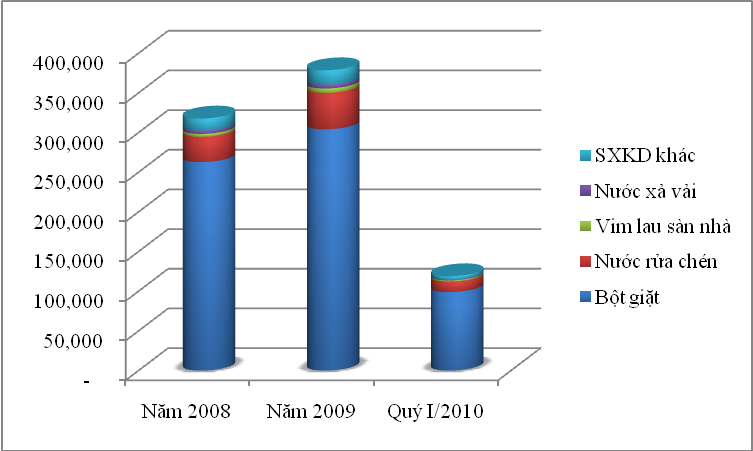 400,000
350,000
300,000
250,000
200,000
150,000
100,000
50,000
-
Năm 2008
Năm 2009
Quý I/2010
SXKD khác
Nước xả vải
Vim lau sàn nhà
Nước rửa chén
Bột giặt